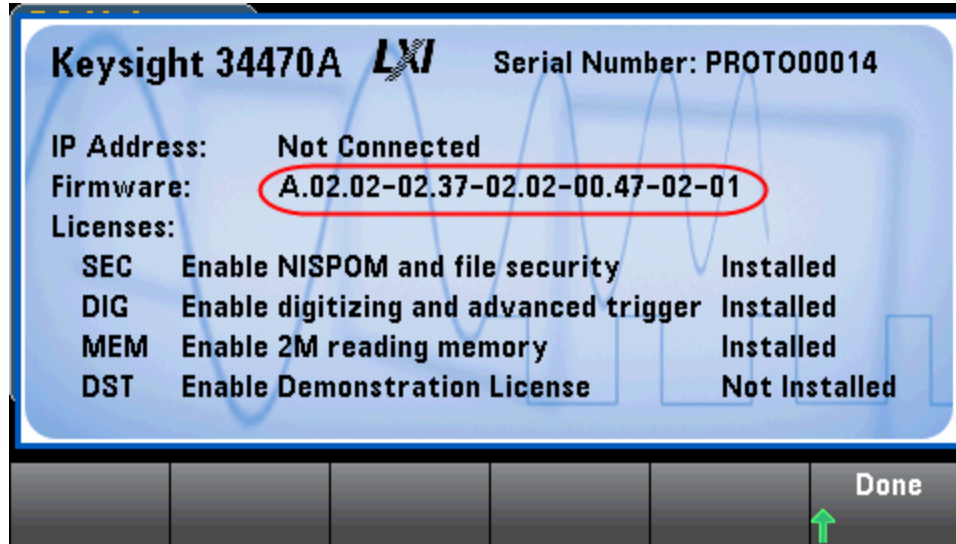 Keysight 34470A LXI Serial Number: PROTO00014
IP Address: Not Connected
Firmware: A.02.02-02.37-02.02-00.47-02-01
Licenses:
SEC Enable NISPOM and file security Installed
DIG Enable digitizing and advanced trigger Installed
MEM Enable 2M reading memory Installed
DST Enable Demonstration License Not Installed
Done